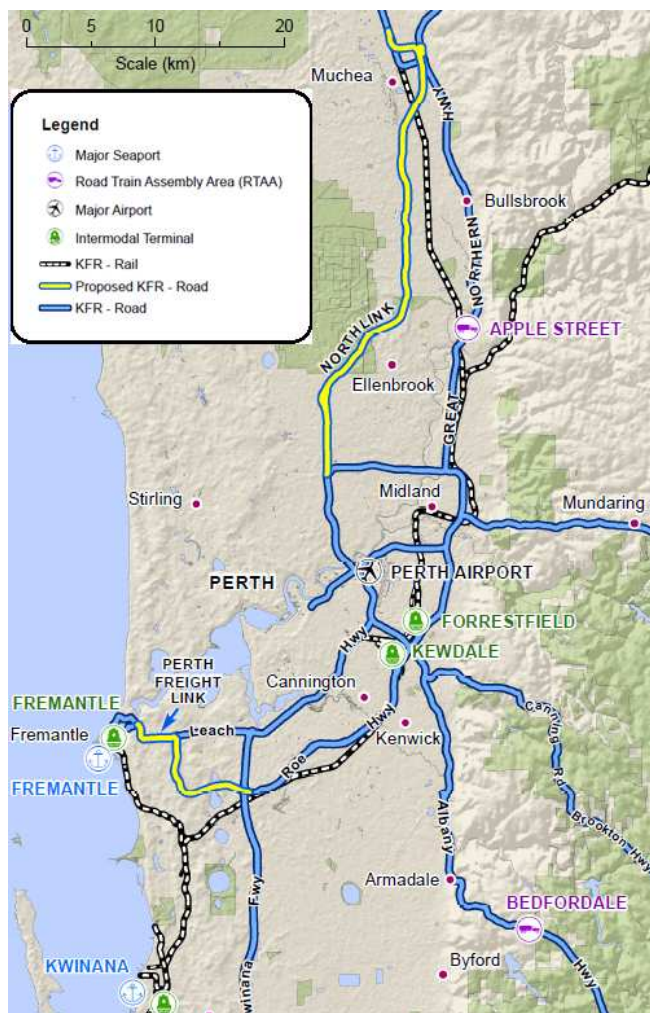 0 5 10 20
Scale (km)
Muchea
HWY
Legend
Major Seaport
Road Train Assembly Area (RTAA)
Major Airport
Intermodal Terminal
KFR - Rail
Proposed KFR - Road
KFR - Road
Bullsbrook
NORTHERN
NORTHLINK
APPLE STREET
Ellenbrook
GREAT
Stirling
Midland
Mundaring
PERTH
PERTH AIRPORT
FORRESTFIELD
Hwy
KEWDALE
PERTH
FREIGHT
LINK
Cannington
FREMANTLE
Fremantle
Leach
Roe
Hwy
Kenwick
Canning
Rd
Brookton Hwy
FREMANTLE
Albany
Armadale
BEDFORDALE
Fwy
KWINANA
Byford
Hwy
winana